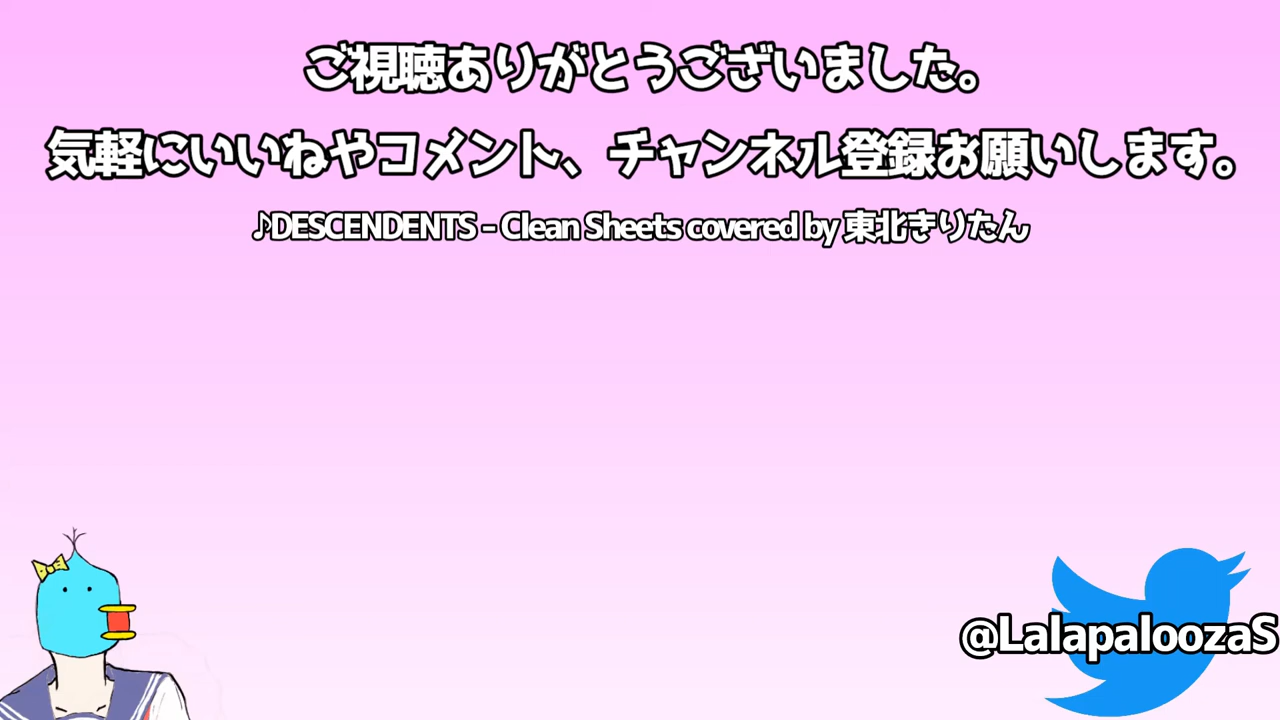 ご視聴ありがとうございました。
気軽にいいねやコメント、チャンネル登録お願いします。
♪DESCENDENTS – Clean Sheets covered by 東北きりたん
@LalapaloozaS